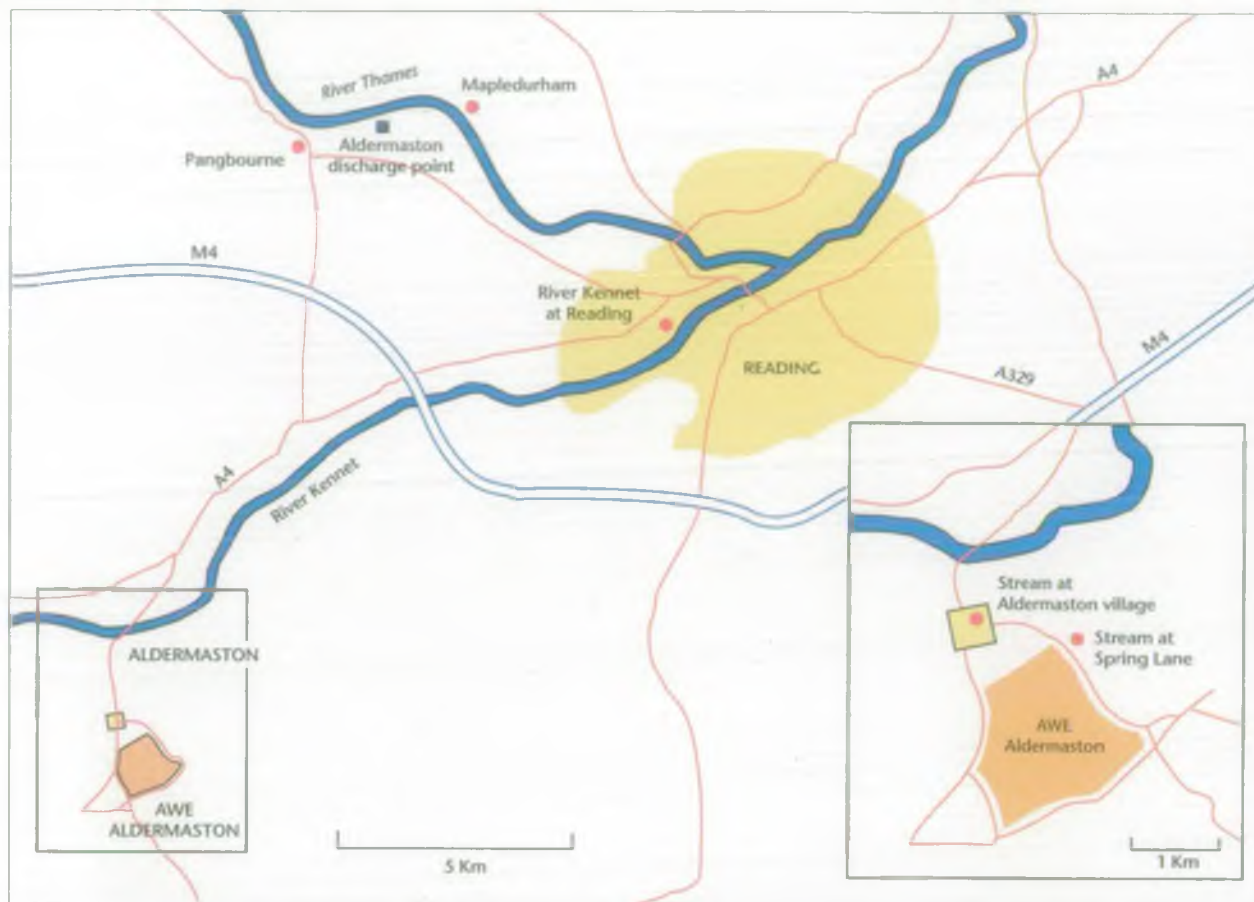 River Thames
Mapledurham
A4
Pangbourne
Aldermaston
discharge point
M4
River Kennet
at Reading
READING
A329
M4
A4
River Kennet
ALDERMASTON
AWE
ALDERMASTON
5 Km
Stream at
Aldermaston village
Stream at
Spring Lane
AWE
Aldermaston
1 Km